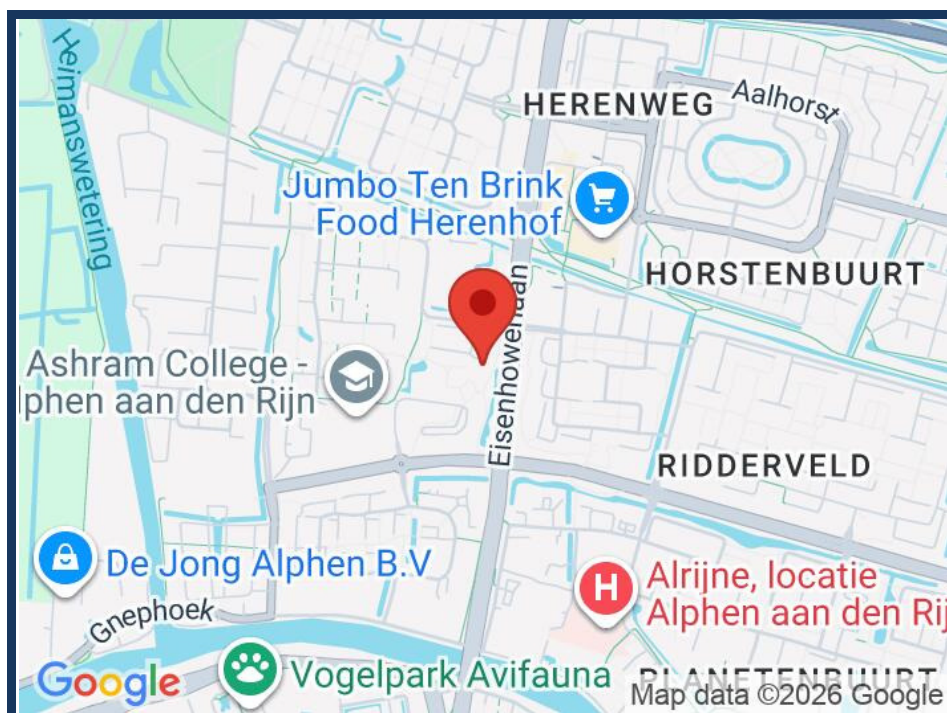 Heimanswetering
HERENWEG
Aalhorst
Jumbo Ten Brink
Food Herenhof
HORSTENBUURT
Eisenhowerlaan
Ashram College -
lphen aan den Rijn
RIDDERVELD
De Jong Alphen B.V
Gnephoek
H
Alrijne, locatie
Alphen aan den Rij
Vogelpark Avifauna
PLANETENBUURT
Google
Map data ©2026 Google